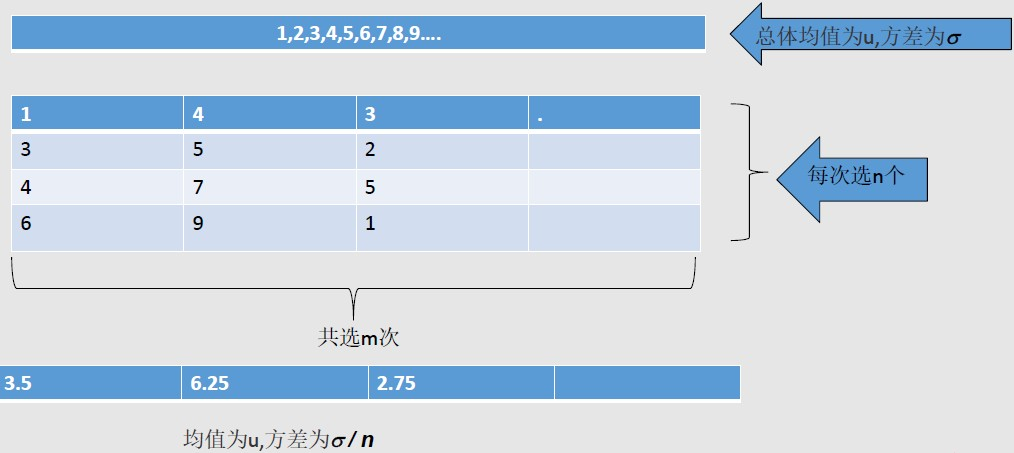 1,2,3,4,5,6,7,8,9....
总体均值为u,方差为σ
1 4 3 .
3 5 2
4 7 5
6 9 1
每次选n个
共选m次
3.5 6.25 2.75
均值为u,方差为σ/n